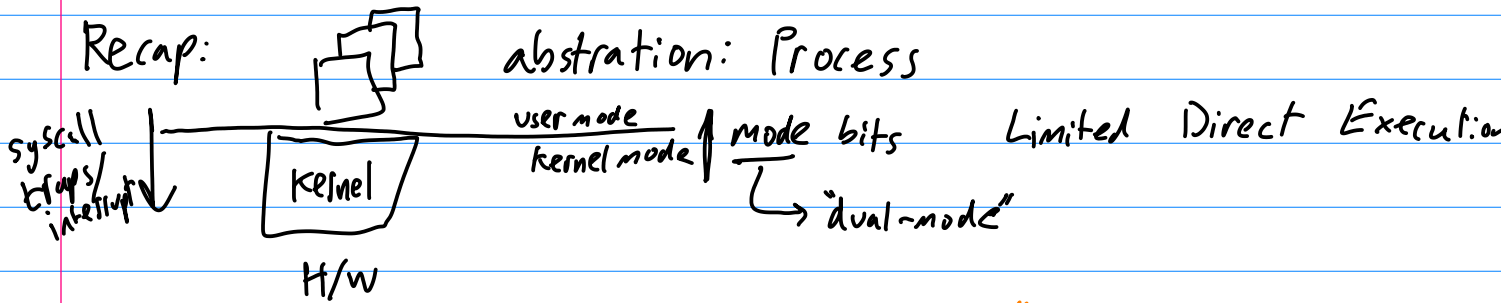 Recap: abstration: Process
syscall
traps/
interrupt
user mode
kernel mode
mode bits
Limited Direct Execution
"dual-mode"
Kernel
H/W